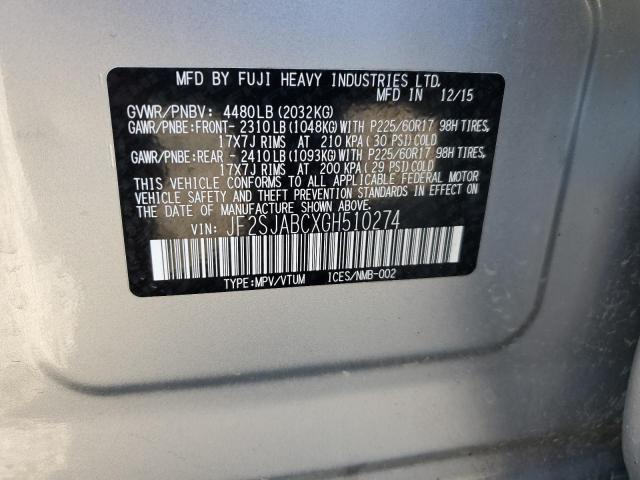 MFD BY FUJI HEAVY INDUSTRIES LTD.
MFD IN 12/15
GVWR/PNBV: 4480LB (2032KG)
GAWR/PNBE:FRONT- 2310LB(1048KG)WITH P225/60R17 98H TIRES,
17X7J RIMS AT 210 KPA ( 30 PSI)COLD
GAWR/PNBE:REAR - 2410LB(1093KG)WITH P225/60R17 98H TIRES,
17X7J RIMS AT 200 KPA ( 29 PSI)COLD
THIS VEHICLE CONFORMS TO ALL APPLICABLE FEDERAL MOTOR
VEHICLE SAFETY, BUMPER, AND THEFT PREVENTION STANDARDS
IN EFFECT ON THE DATE OF MANUFACTURE SHOWN ABOVE.
VIN: JF2SJABCXGH510274
TYPE:MPV/VTUM ICES/NMB-002